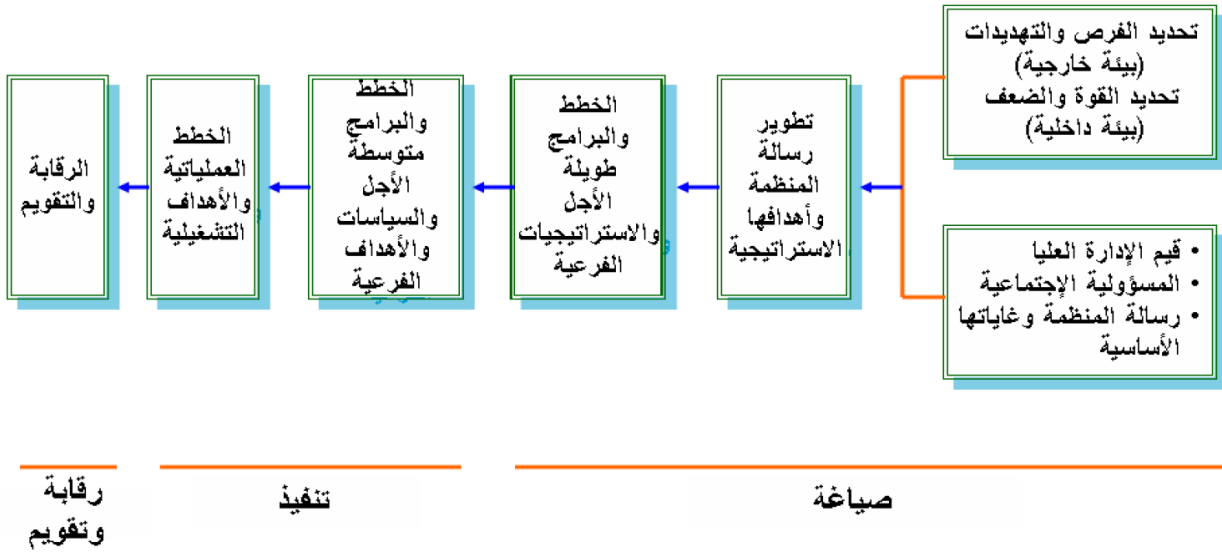 تحديد الفرص والتهديدات
(بيئة خارجية)
تحديد القوة والضعف
(بيئة داخلية)
• قيم الإدارة العليا
• المسؤولية الإجتماعية
• رسالة المنظمة وغاياتها
الأساسية
تطوير
رسالة
المنظمة
وأهدافها
الاستراتيجية
الخطط
والبرامج
طويلة
الأجل
والاستراتيجيات
الفرعية
الخطط
والبرامج
متوسطة
الأجل
والسياسات
والأهداف
الفرعية
الخطط
العملياتية
والأهداف
التشغيلية
الرقابة
والتقويم
صياغة
تنفيذ
رقابة
وتقويم